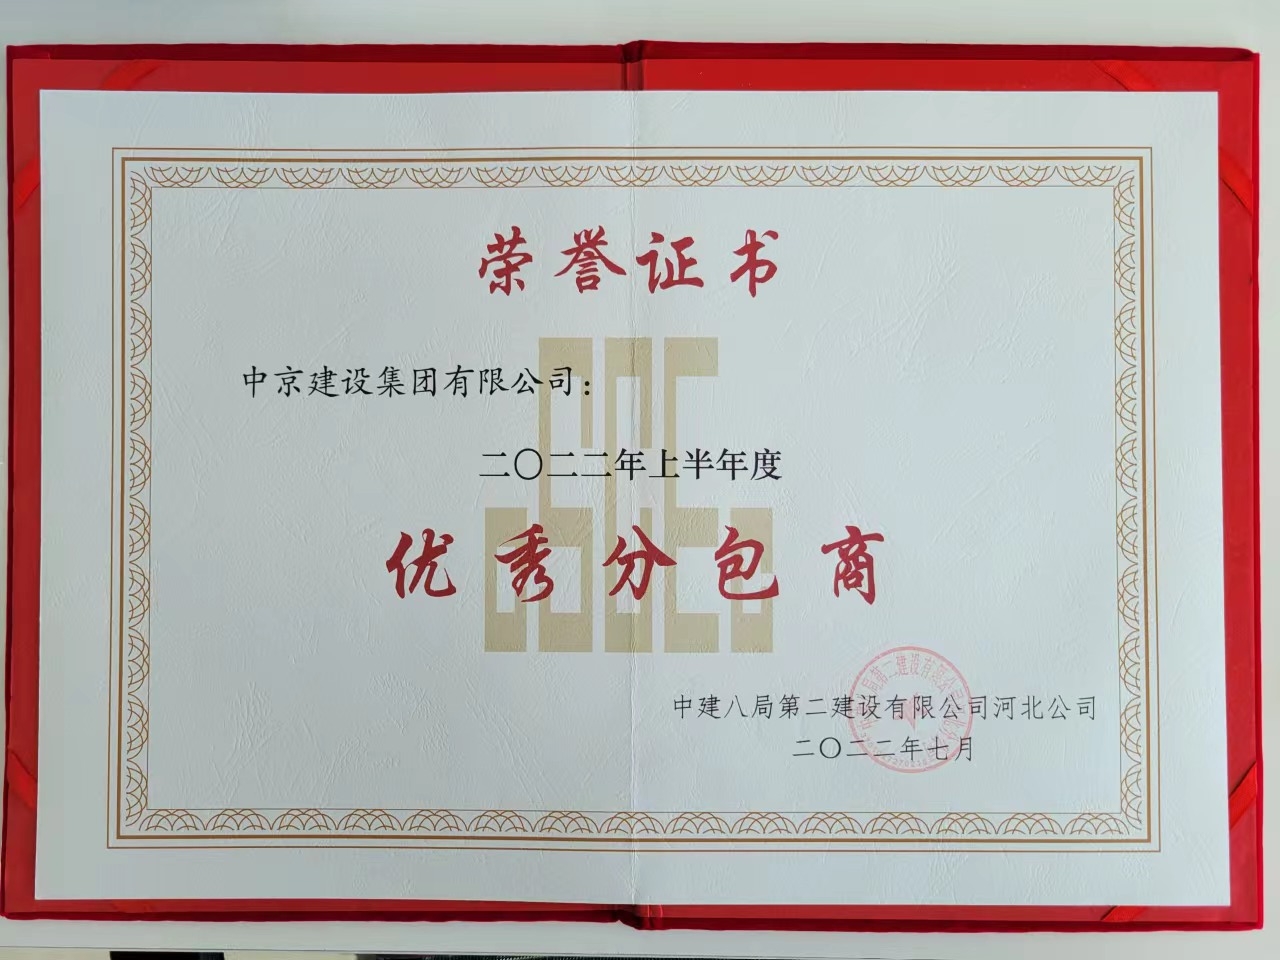 荣誉证书
中京建设集团有限公司：
二〇二二年上半年度
优秀分包商
中建八局第二建设有限公司河北公司
二〇二二年七月